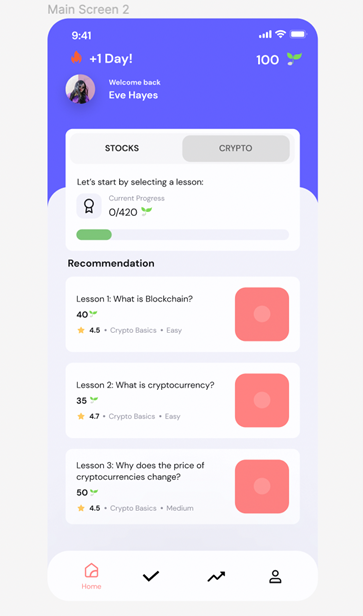 Main Screen 2
9:41
+1 Day!
100
Welcome back
Eve Hayes
STOCKS
CRYPTO
Let's start by selecting a lesson:
Current Progress
0/420
Recommendation
Lesson 1: What is Blockchain?
40
4.5 • Crypto Basics • Easy
Lesson 2: What is cryptocurrency?
35
4.7 • Crypto Basics • Easy
Lesson 3: Why does the price of
cryptocurrencies change?
50
4.5 • Crypto Basics • Medium
Home